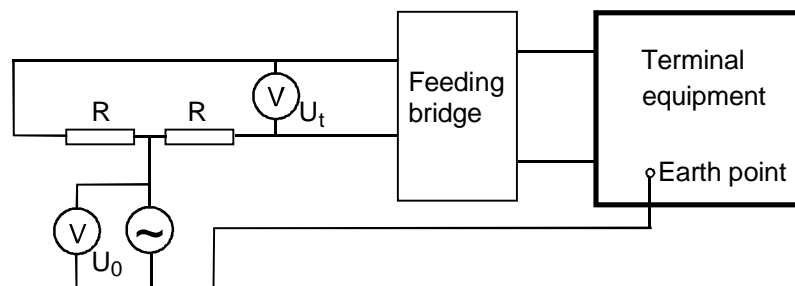 Feeding
bridge
Terminal
equipment
V
U_t
R
R
Earth point
V
~
U_0